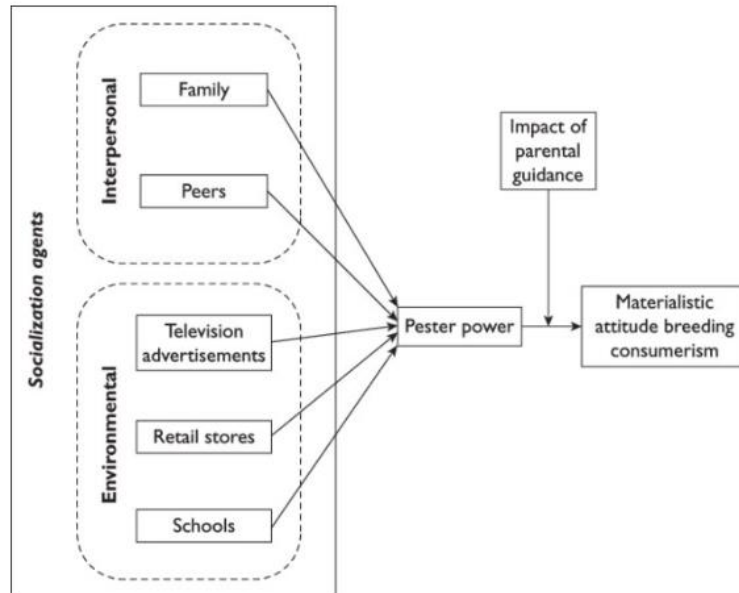 Socialization agents
Interpersonal
Family
Peers
Environmental
Television
advertisements
Retail stores
Schools
Pester power
Impact of
parental
guidance
Materialistic
attitude breeding
consumerism